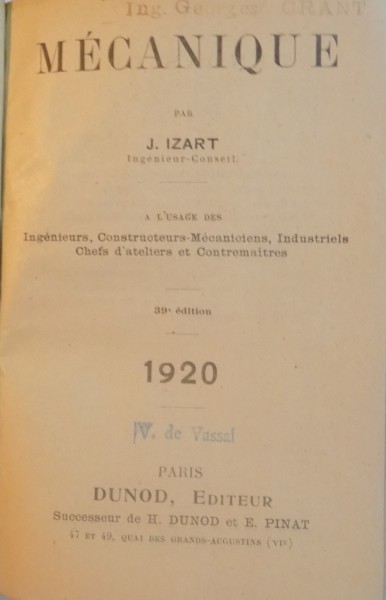 Ing. Georges CRANT
MÉCANIQUE
PAR
J. IZART
Ingénieur-Conseil.
A L'USAGE DES
Ingénieurs, Constructeurs-Mécaniciens, Industriels
Chefs d'ateliers et Contremaîtres
39e édition
1920
V. de Vassal
PARIS
DUNOD, EDITEUR
Successeur de H. DUNOD et E. PINAT
47 ET 49, QUAI DES GRANDS-AUGUSTINS (VIe)